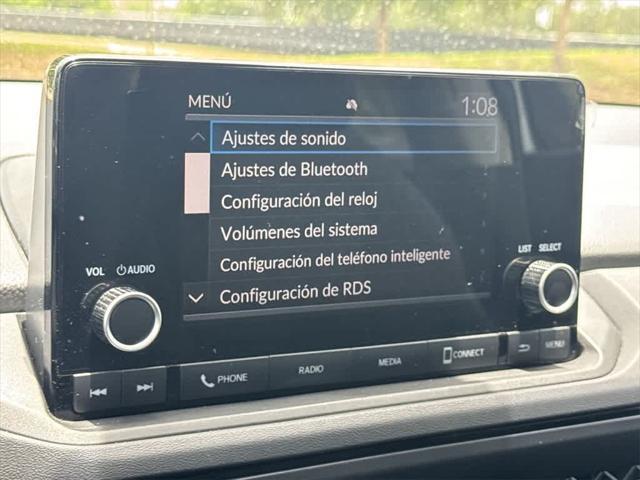 MENÚ 1:08
Ajustes de sonido
Ajustes de Bluetooth
Configuración del reloj
Volúmenes del sistema
Configuración del teléfono inteligente
Configuración de RDS
VOL AUDIO
LIST SELECT
PHONE RADIO MEDIA CONNECT MENU